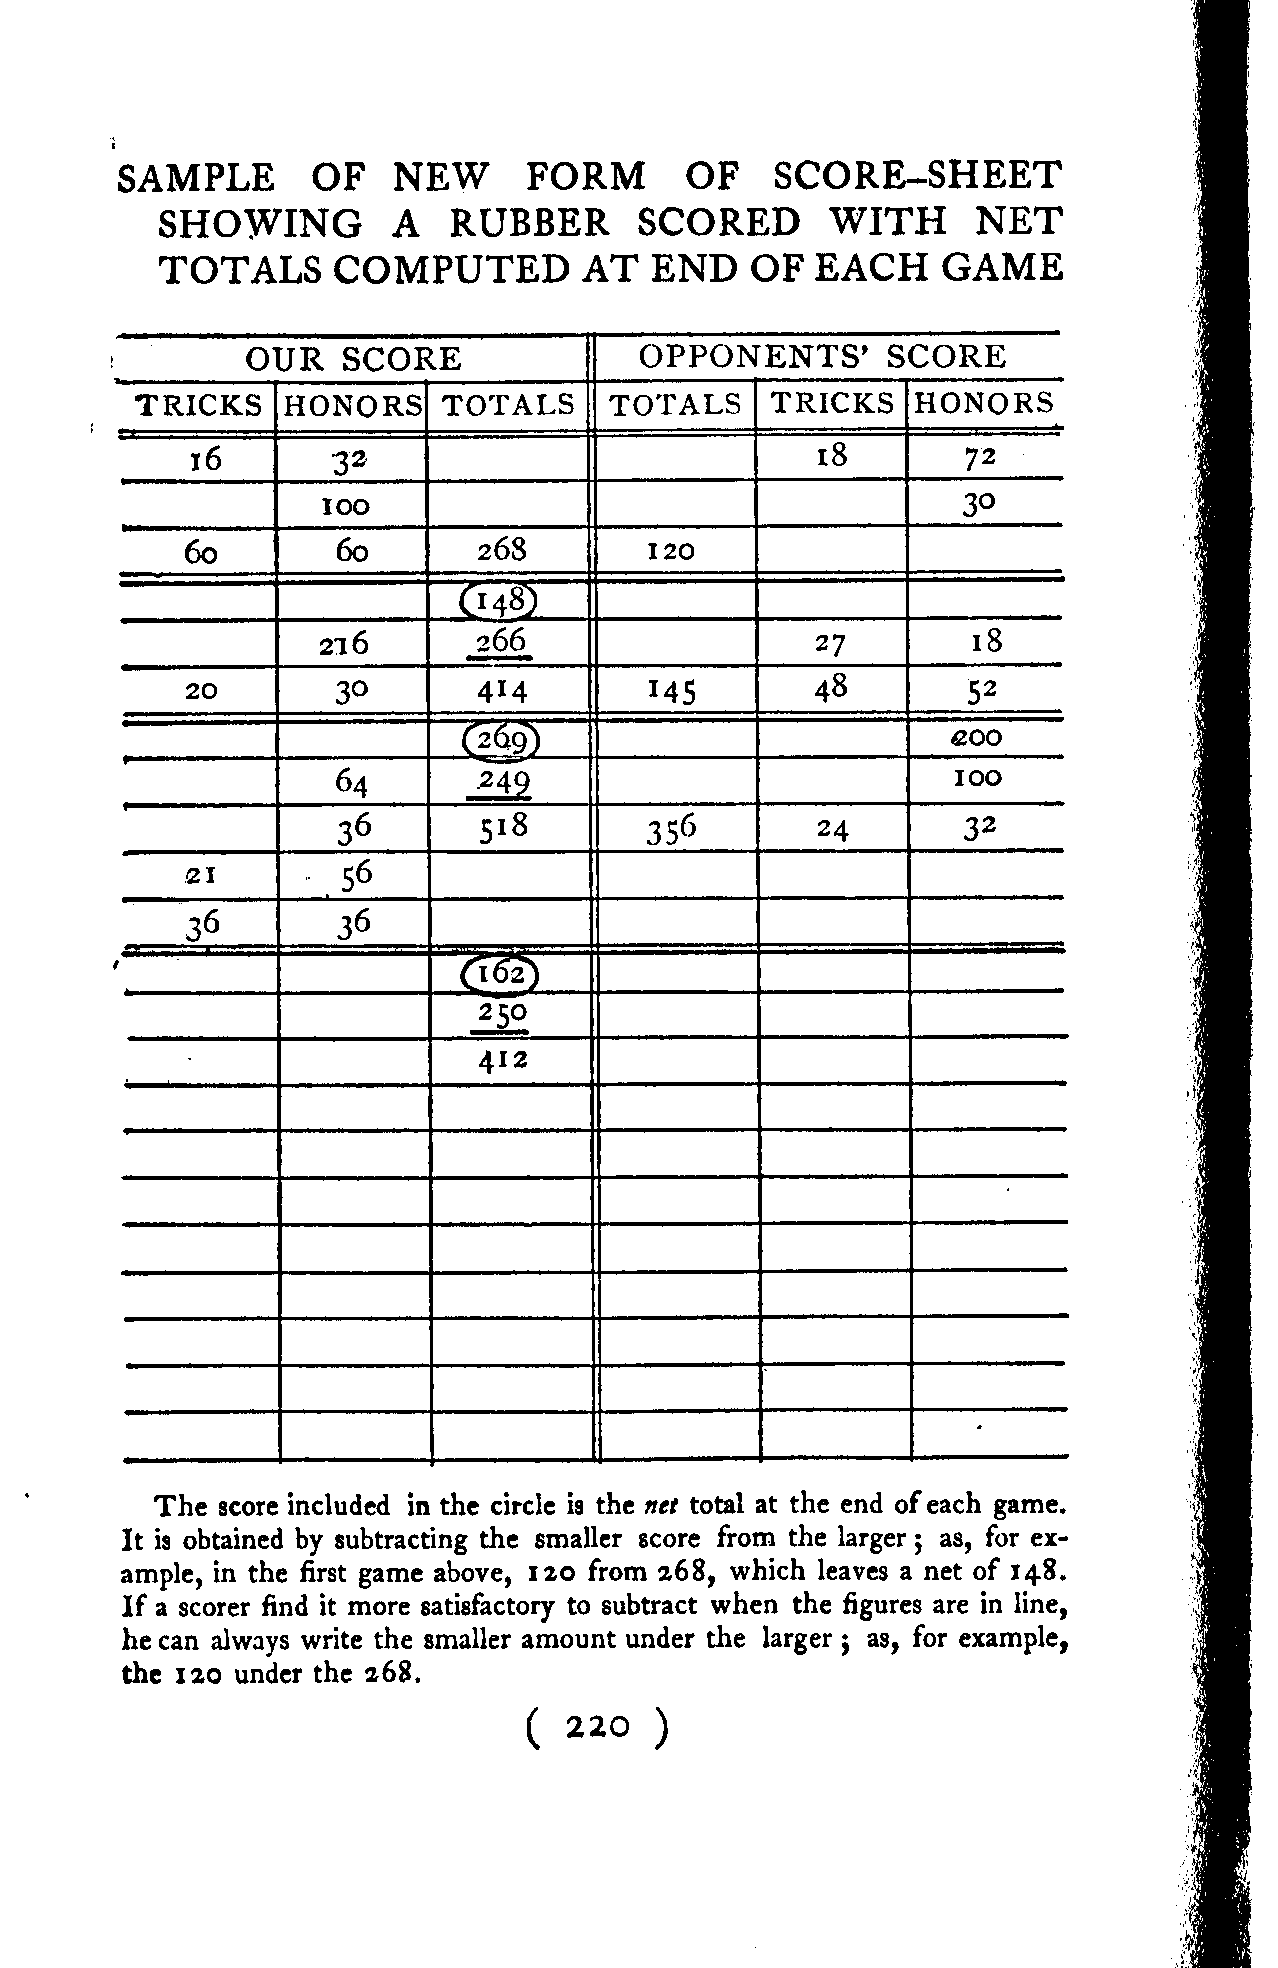 SAMPLE OF NEW FORM OF SCORE–SHEET
SHOWING A RUBBER SCORED WITH NET
TOTALS COMPUTED AT END OF EACH GAME
OUR SCORE OPPONENTS' SCORE
TRICKS HONORS TOTALS TOTALS TRICKS HONORS
16 32 18 72
100 30
60 60 268 120
148
216 266 27 18
20 30 414 145 48 52
269 200
64 249 100
36 518 356 24 32
21 56
36 36
162
250
412
The score included in the circle is the net total at the end of each game.
It is obtained by subtracting the smaller score from the larger; as, for ex-
ample, in the first game above, 120 from 268, which leaves a net of 148.
If a scorer find it more satisfactory to subtract when the figures are in line,
he can always write the smaller amount under the larger; as, for example,
the 120 under the 268.
( 220 )